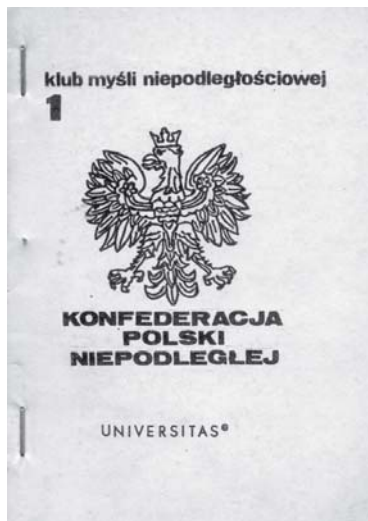 klub myśli niepodległościowej
1
KONFEDERACJA
POLSKI
NIEPODLEGŁEJ
UNIVERSITAS®